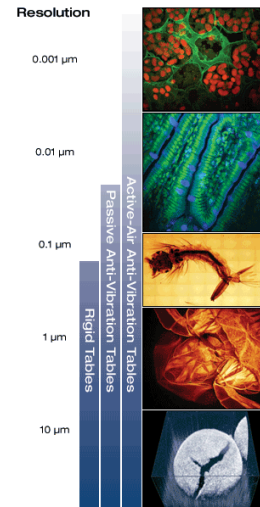 Resolution
0.001 µm
0.01 µm
0.1 µm
1 µm
10 µm
Rigid Tables
Passive Anti-Vibration Tables
Active-Air Anti-Vibration Tables